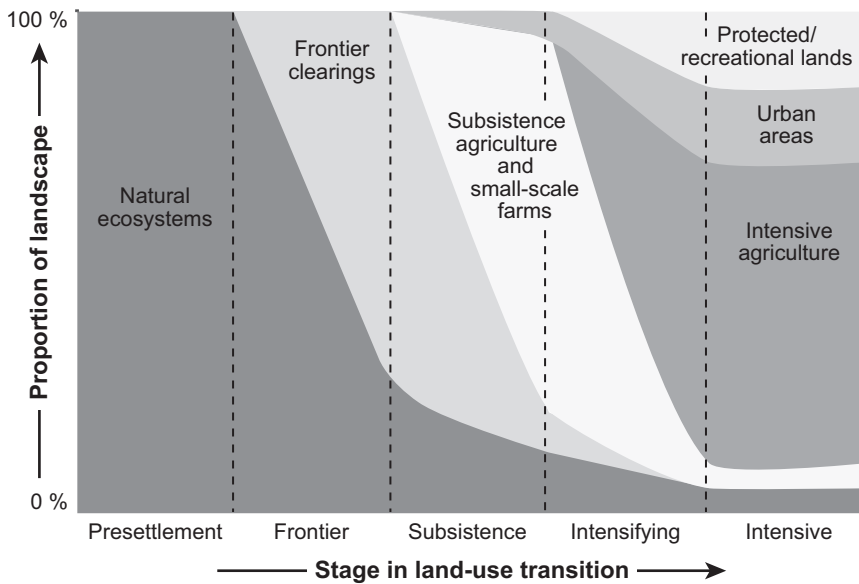 100 %
Proportion of landscape
0 %
Natural
ecosystems
Frontier
clearings
Subsistence
agriculture
and
small-scale
farms
Protected/
recreational lands
Urban
areas
Intensive
agriculture
Presettlement
Frontier
Subsistence
Intensifying
Intensive
Stage in land-use transition